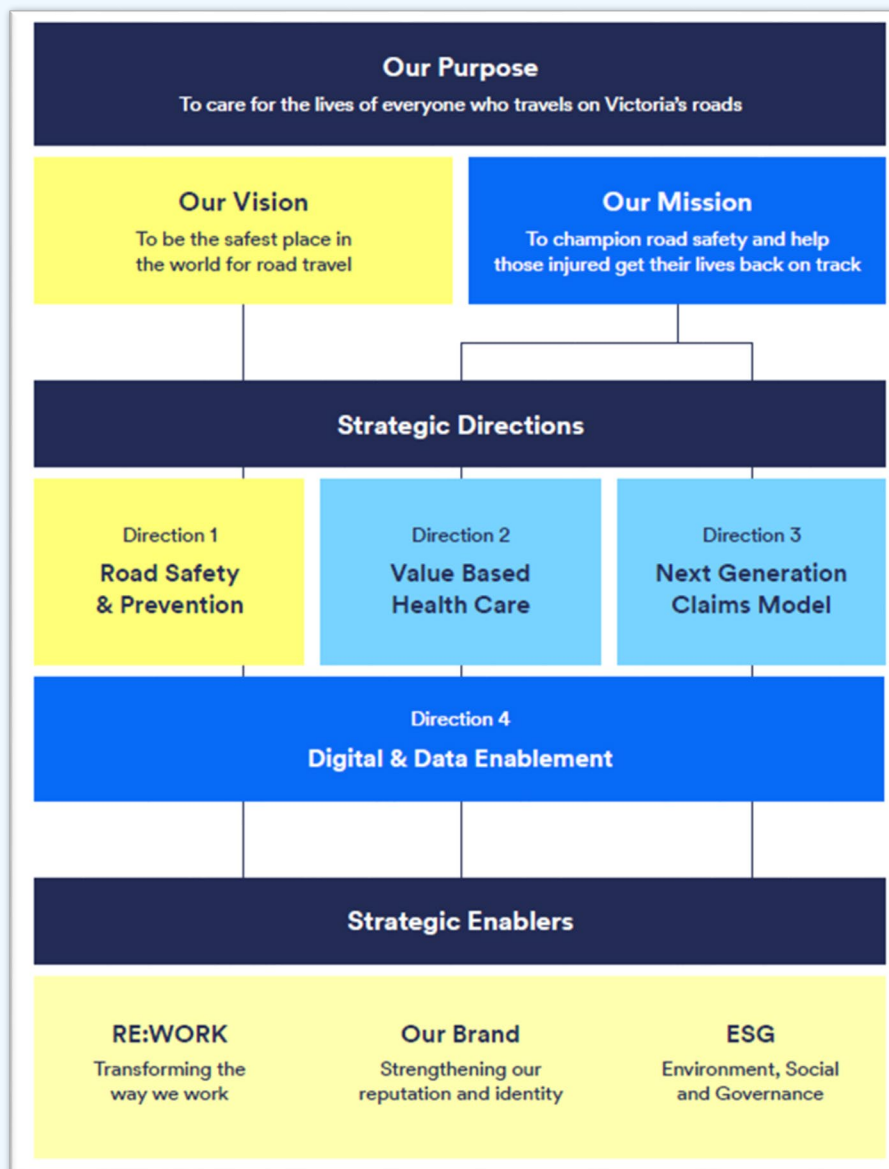 Our Purpose
To care for the lives of everyone who travels on Victoria's roads
Our Vision
To be the safest place in
the world for road travel
Our Mission
To champion road safety and help
those injured get their lives back on track
Strategic Directions
Direction 1
Road Safety
& Prevention
Direction 2
Value Based
Health Care
Direction 3
Next Generation
Claims Model
Direction 4
Digital & Data Enablement
Strategic Enablers
RE:WORK
Transforming the
way we work
Our Brand
Strengthening our
reputation and identity
ESG
Environment, Social
and Governance